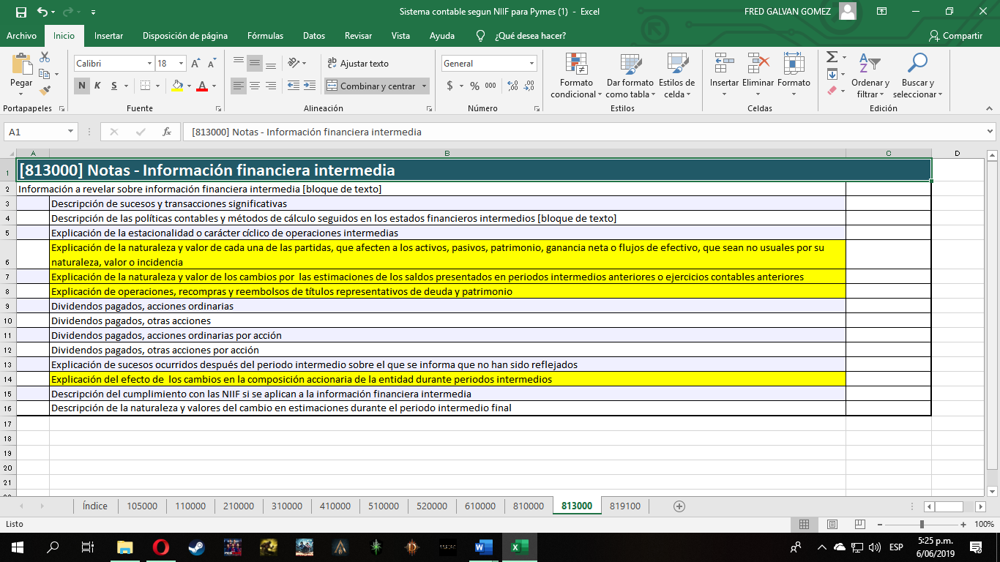 Sistema contable segun NIIF para Pymes (1) - Excel
FRED GALVAN GOMEZ
Archivo Inicio Insertar Disposición de página Fórmulas Datos Revisar Vista Ayuda ¿Qué desea hacer? Compartir
Pegar
Portapapeles
Calibri 18
N K S
Fuente
Ajustar texto
Combinar y centrar
Alineación
General
$ % 000
Número
Formato condicional
Dar formato como tabla
Estilos de celda
Estilos
Insertar Eliminar Formato
Celdas
Ordenar y filtrar
Buscar y seleccionar
Edición
A1 fx [813000] Notas - Información financiera intermedia
A B C D
1 [813000] Notas - Información financiera intermedia
2 Información a revelar sobre información financiera intermedia [bloque de texto]
3 Descripción de sucesos y transacciones significativas
4 Descripción de las políticas contables y métodos de cálculo seguidos en los estados financieros intermedios [bloque de texto]
5 Explicación de la estacionalidad o carácter cíclico de operaciones intermedias
Explicación de la naturaleza y valor de cada una de las partidas, que afecten a los activos, pasivos, patrimonio, ganancia neta o flujos de efectivo, que sean no usuales por su
6 naturaleza, valor o incidencia
7 Explicación de la naturaleza y valor de los cambios por las estimaciones de los saldos presentados en periodos intermedios anteriores o ejercicios contables anteriores
8 Explicación de operaciones, recompras y reembolsos de títulos representativos de deuda y patrimonio
9 Dividendos pagados, acciones ordinarias
10 Dividendos pagados, otras acciones
11 Dividendos pagados, acciones ordinarias por acción
12 Dividendos pagados, otras acciones por acción
13 Explicación de sucesos ocurridos después del periodo intermedio sobre el que se informa que no han sido reflejados
14 Explicación del efecto de los cambios en la composición accionaria de la entidad durante periodos intermedios
15 Descripción del cumplimiento con las NIIF si se aplican a la información financiera intermedia
16 Descripción de la naturaleza y valores del cambio en estimaciones durante el periodo intermedio final
17
18
19
20
21
Índice 105000 110000 210000 310000 410000 510000 520000 610000 810000 813000 819100
Listo
100%
ESP
5:25 p.m.
6/06/2019